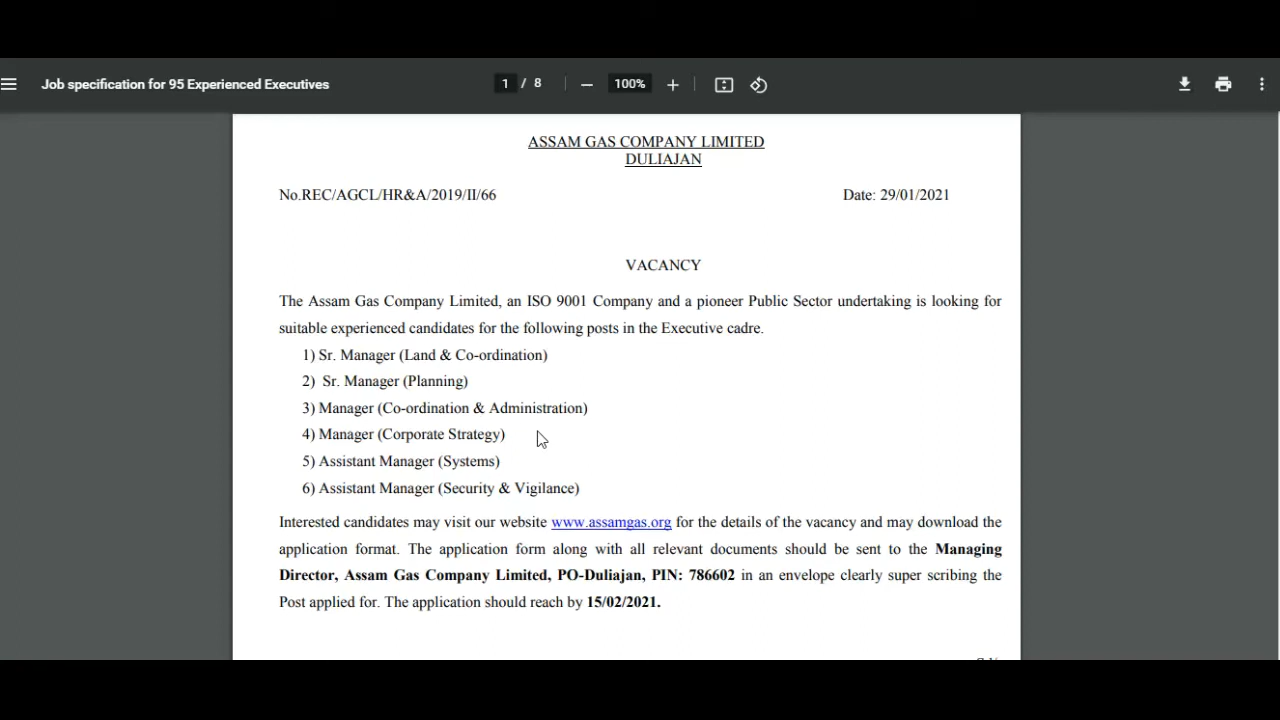 Job specification for 95 Experienced Executives
1 / 8
100%
ASSAM GAS COMPANY LIMITED
DULIAJAN
No.REC/AGCL/HR&A/2019/II/66 Date: 29/01/2021
VACANCY
The Assam Gas Company Limited, an ISO 9001 Company and a pioneer Public Sector undertaking is looking for
suitable experienced candidates for the following posts in the Executive cadre.
1) Sr. Manager (Land & Co-ordination)
2) Sr. Manager (Planning)
3) Manager (Co-ordination & Administration)
4) Manager (Corporate Strategy)
5) Assistant Manager (Systems)
6) Assistant Manager (Security & Vigilance)
Interested candidates may visit our website www.assamgas.org for the details of the vacancy and may download the
application format. The application form along with all relevant documents should be sent to the Managing
Director, Assam Gas Company Limited, PO-Duliajan, PIN: 786602 in an envelope clearly super scribing the
Post applied for. The application should reach by 15/02/2021.